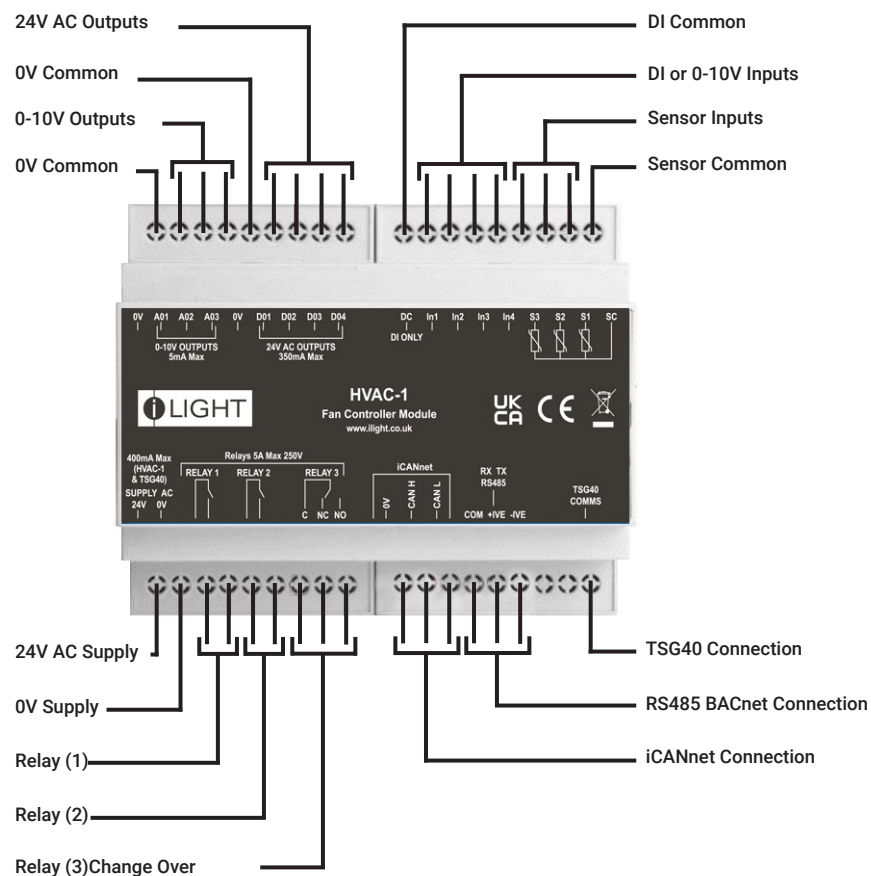 24V AC Outputs
0V Common
0-10V Outputs
0V Common
DI Common
DI or 0-10V Inputs
Sensor Inputs
Sensor Common
0V A01 A02 A03 0V D01 D02 D03 D04 DC In1 In2 In3 In4 S3 S2 S1 SC
DI ONLY
0-10V OUTPUTS
5mA Max
24V AC OUTPUTS
350mA Max
iLIGHT
HVAC-1
Fan Controller Module
www.ilight.co.uk
UK
CA
CE
400mA Max
(HVAC-1
& TSG40)
SUPPLY AC
24V 0V
Relays 5A Max 250V
RELAY 1 RELAY 2 RELAY 3
C NC NO
iCANnet
0V CAN H CAN L
RX TX
RS485
COM +IVE -IVE
TSG40
COMMS
24V AC Supply
0V Supply
Relay (1)
Relay (2)
Relay (3)Change Over
TSG40 Connection
RS485 BACnet Connection
iCANnet Connection